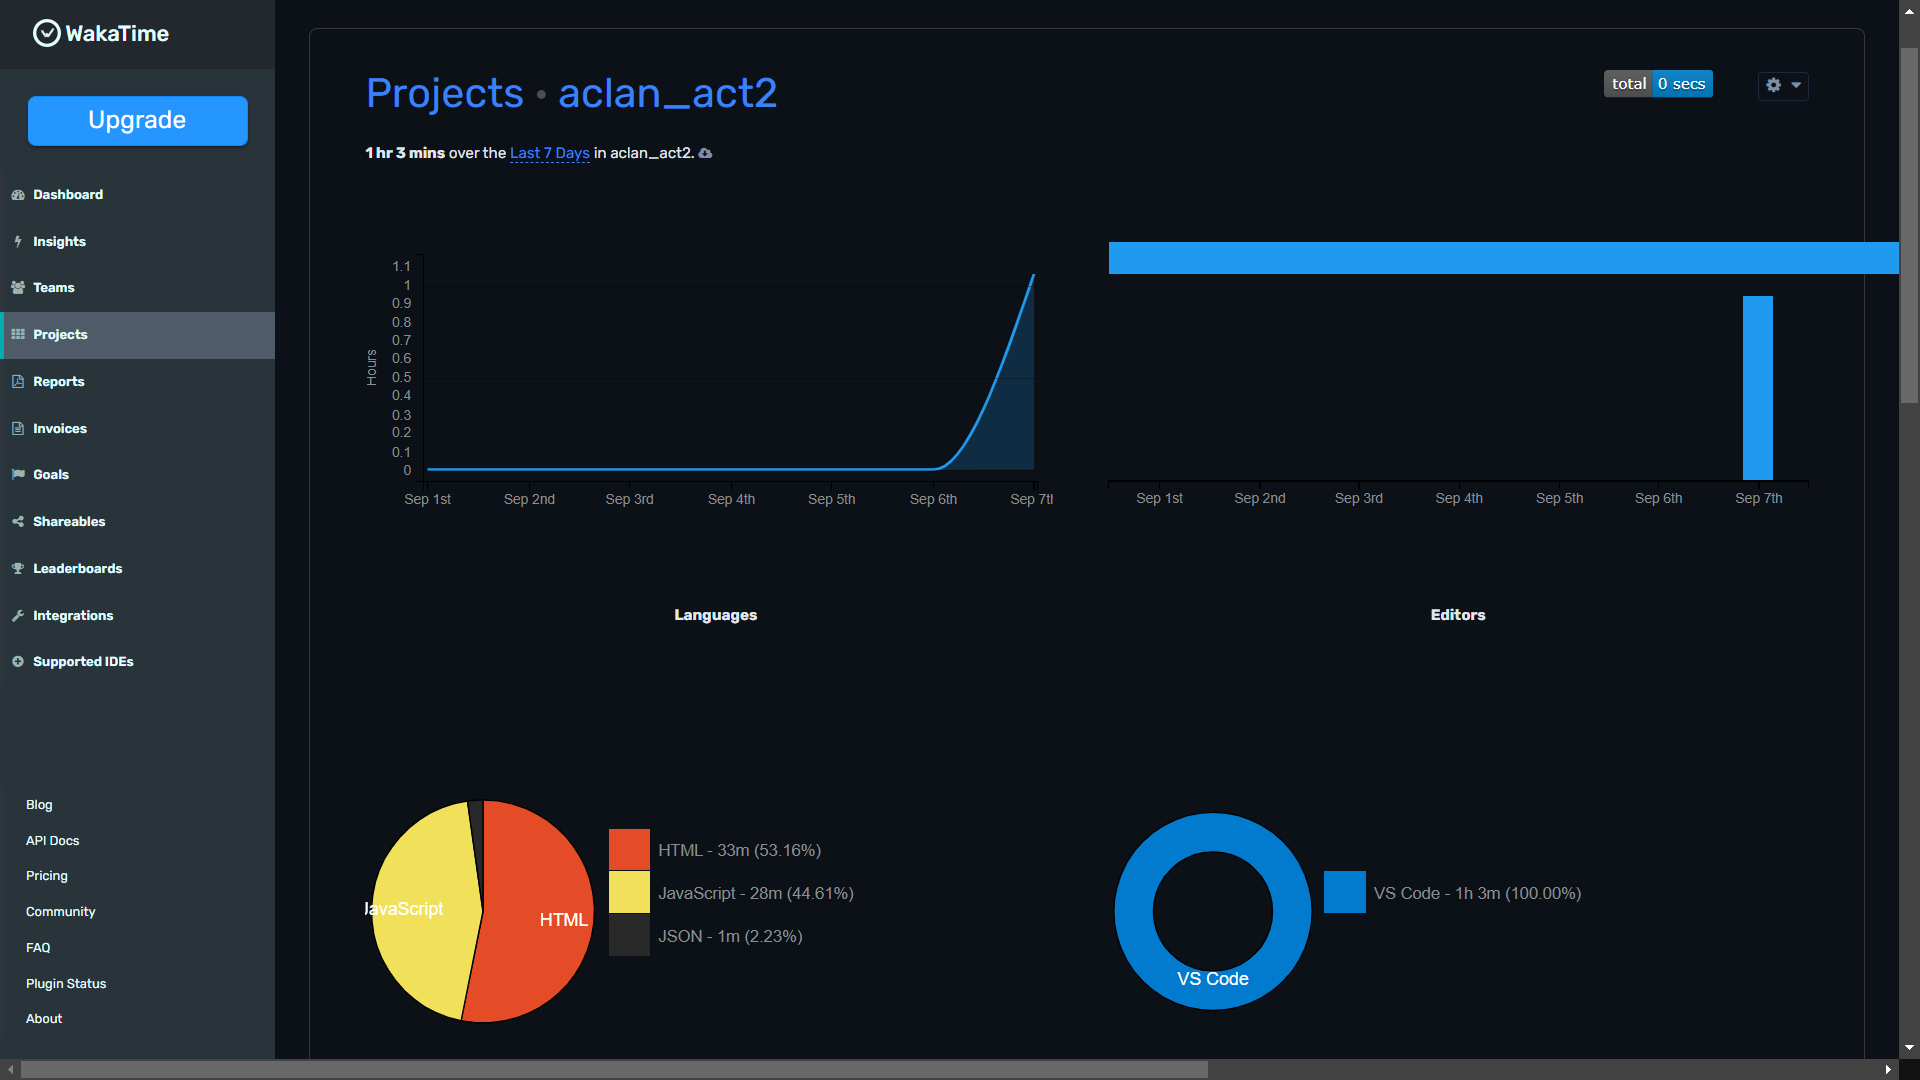 WakaTime
Upgrade
Dashboard
Insights
Teams
Projects
Reports
Invoices
Goals
Shareables
Leaderboards
Integrations
Supported IDEs
Blog
API Docs
Pricing
Community
FAQ
Plugin Status
About
Projects • aclan_act2
total 0 secs
1 hr 3 mins over the Last 7 Days in aclan_act2.
Hours
1.1
1
0.9
0.8
0.7
0.6
0.5
0.4
0.3
0.2
0.1
0
Sep 1st Sep 2nd Sep 3rd Sep 4th Sep 5th Sep 6th Sep 7tl
Sep 1st Sep 2nd Sep 3rd Sep 4th Sep 5th Sep 6th Sep 7th
Languages
JavaScript
HTML
HTML - 33m (53.16%)
JavaScript - 28m (44.61%)
JSON - 1m (2.23%)
Editors
VS Code
VS Code - 1h 3m (100.00%)